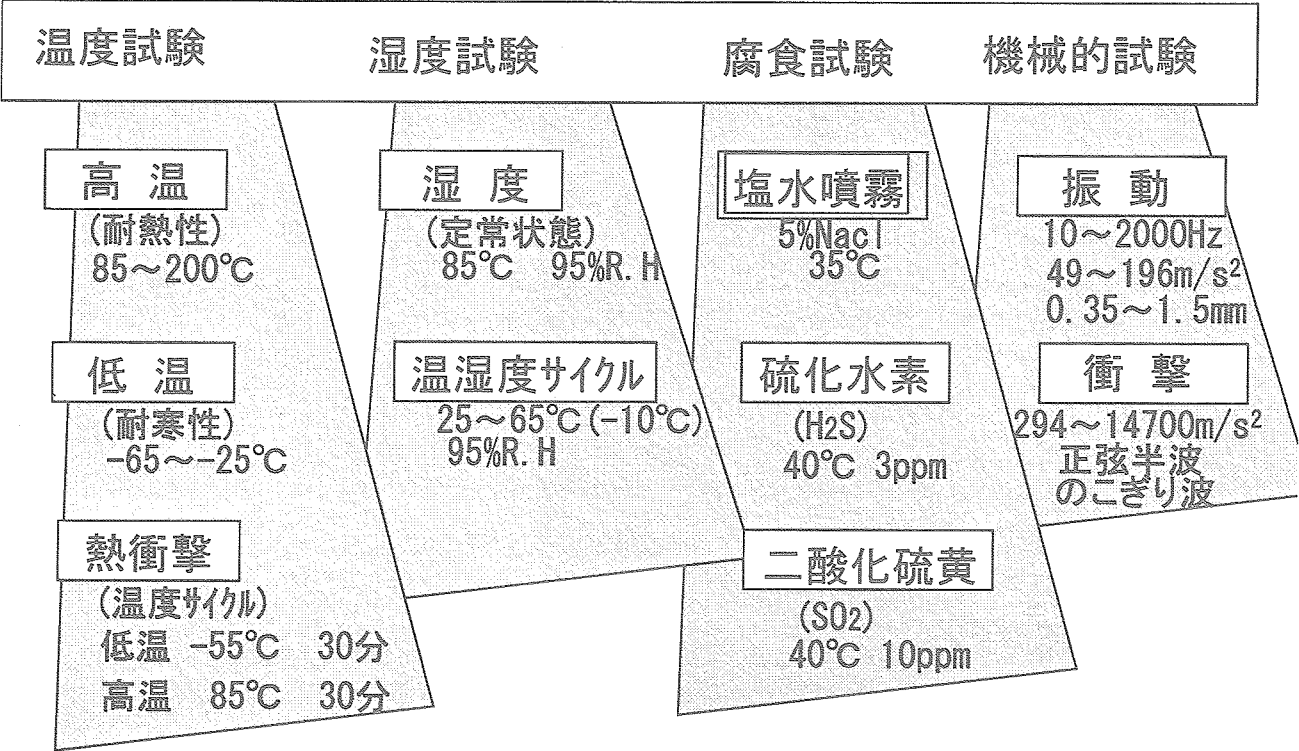 温度試験
湿度試験
腐食試験
機械的試験
高 温
(耐熱性)
85～200℃
低 温
(耐寒性)
-65～-25℃
熱衝撃
(温度サイクル)
低温 -55℃ 30分
高温 85℃ 30分
湿 度
(定常状態)
85℃ 95%R.H
温湿度サイクル
25～65℃(-10℃)
95%R.H
塩水噴霧
5%Nacl
35℃
硫化水素
(H2S)
40℃ 3ppm
二酸化硫黄
(SO2)
40℃ 10ppm
振 動
10～2000Hz
49～196m/s²
0.35～1.5mm
衝 撃
294～14700m/s²
正弦半波
のこぎり波